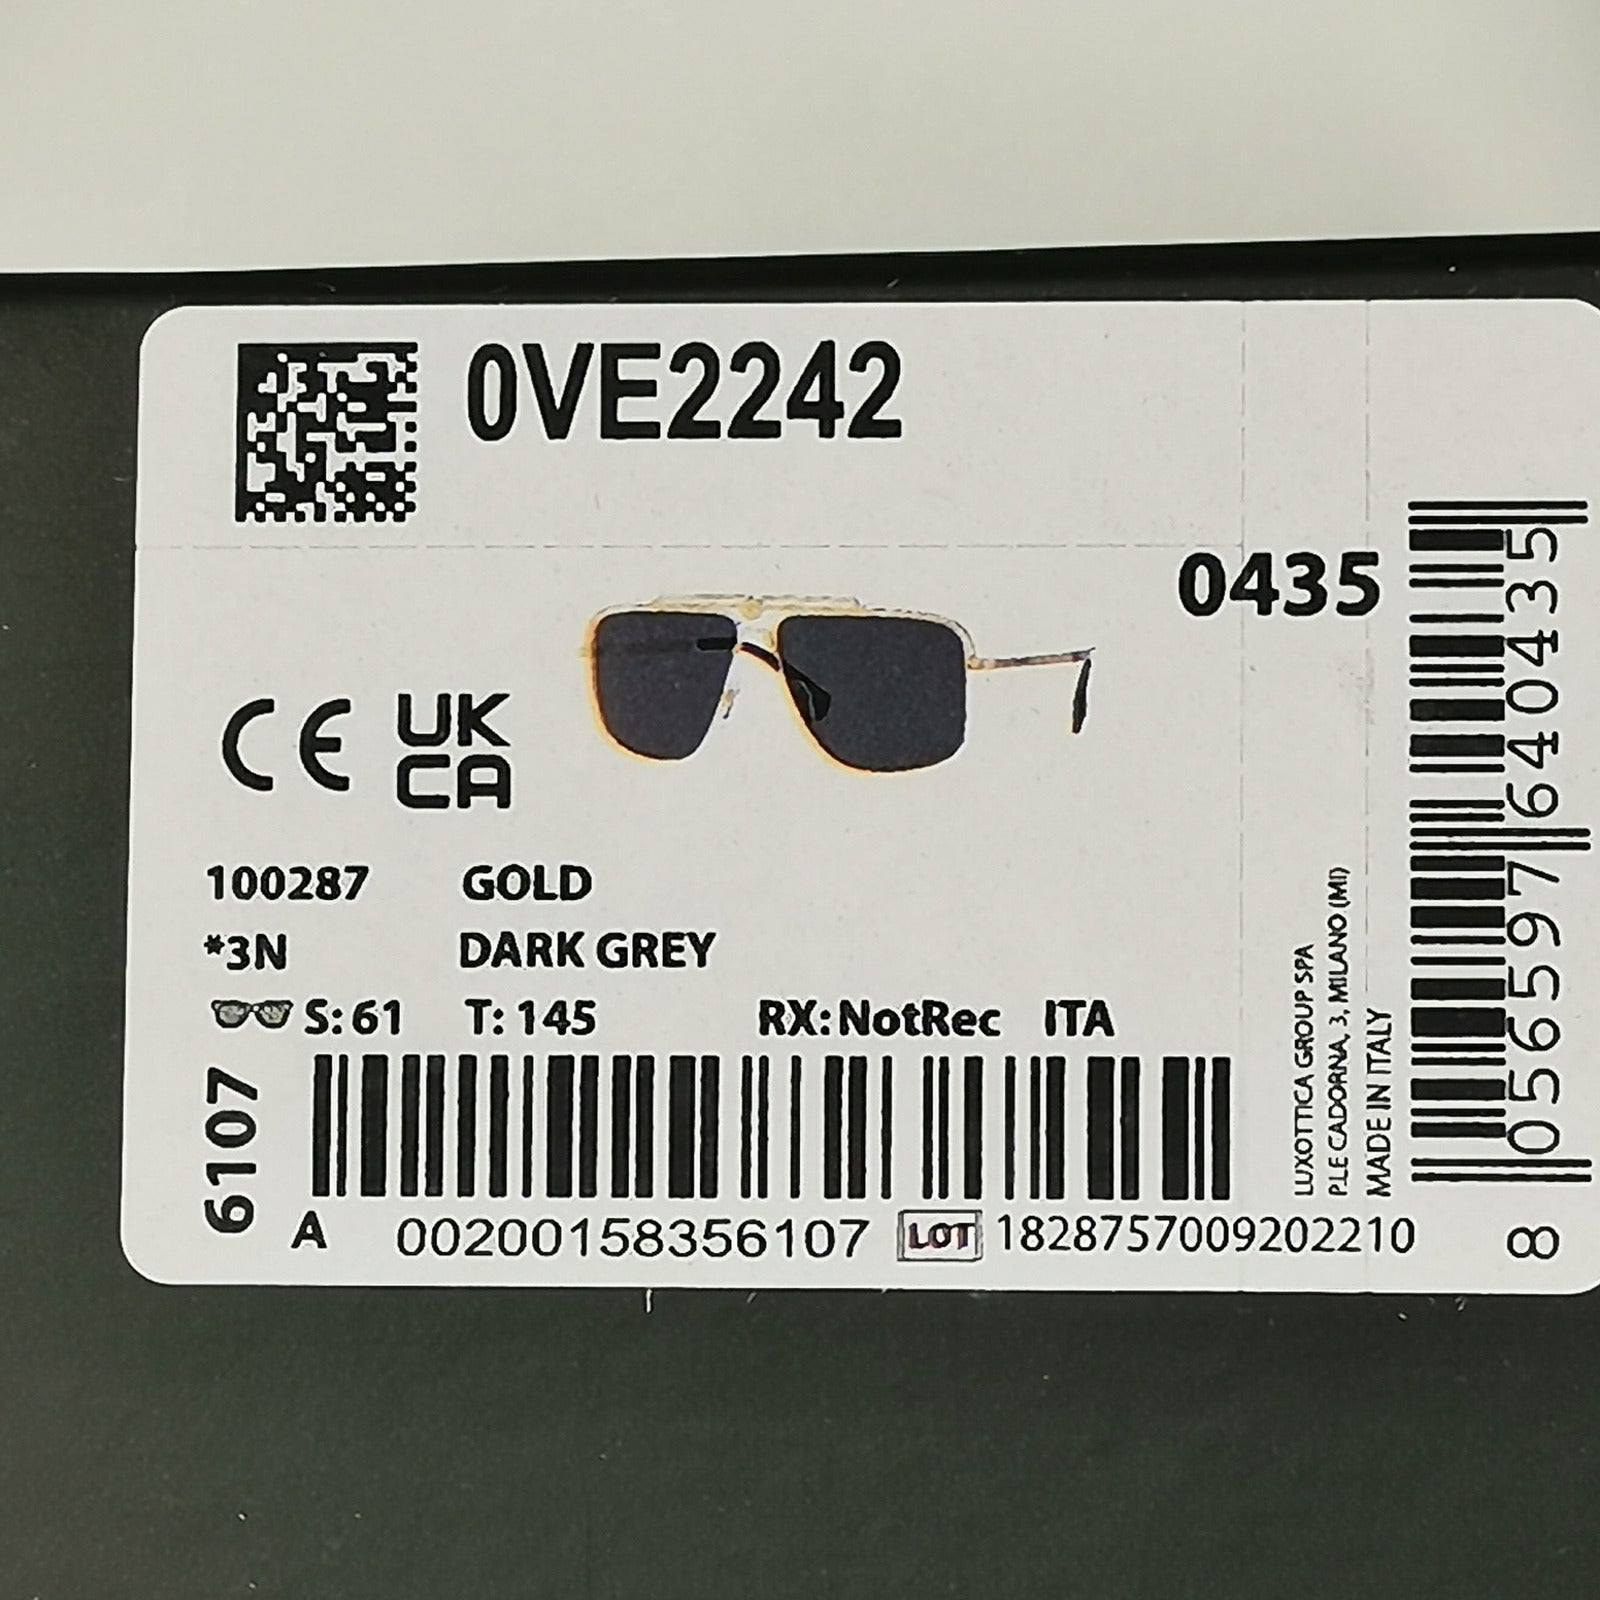 0VE2242
0435
CE UK
CA
100287 GOLD
*3N DARK GREY
S: 61 T: 145 RX: NotRec ITA
6107
A 00200158356107 LOT 1828757009202210
LUXOTTICA GROUP SPA
P.LE CADORNA, 3, MILANO (MI)
MADE IN ITALY
8 056597 640435